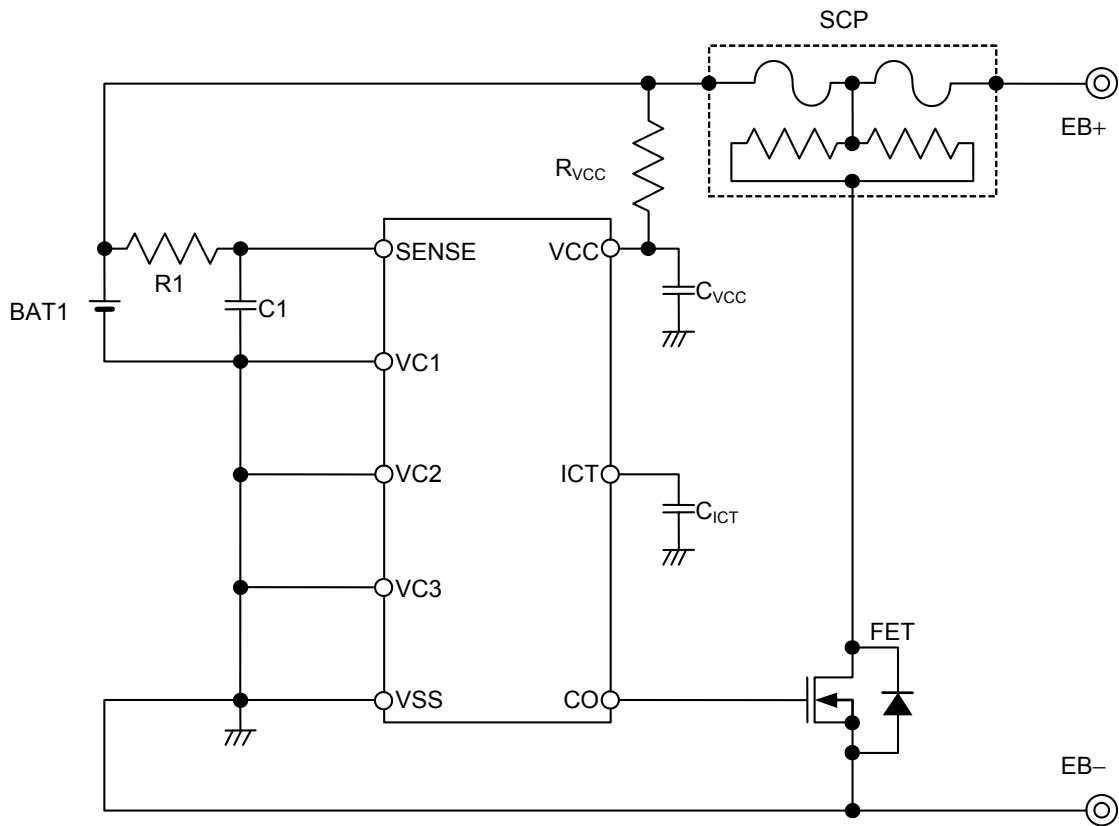 SCP
EB+
RVCC
SENSE
VCC
R1
CVCC
BAT1
C1
VC1
VC2
ICT
CICT
VC3
FET
VSS
CO
EB−